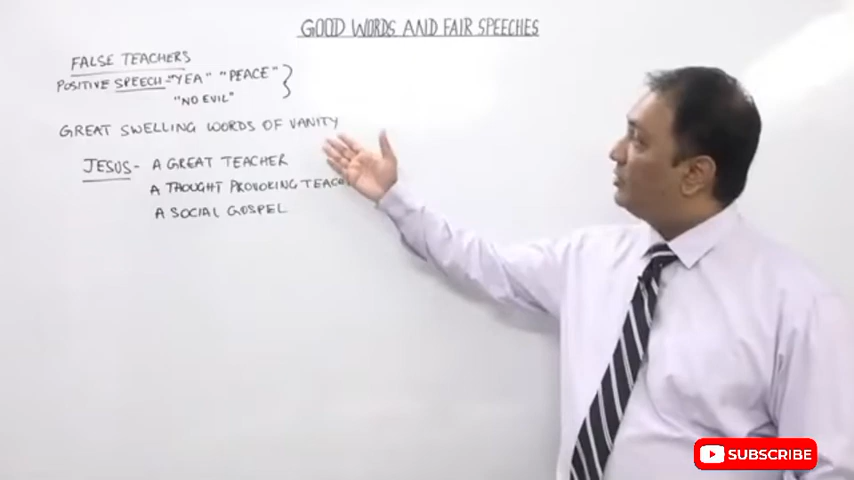 GOOD WORDS AND FAIR SPEECHES
FALSE TEACHERS
POSITIVE SPEECH - "YEA" "PEACE"
"NO EVIL"
GREAT SWELLING WORDS OF VANITY
JESUS - A GREAT TEACHER
A THOUGHT PROVOKING
A SOCIAL GOSPEL
SUBSCRIBE